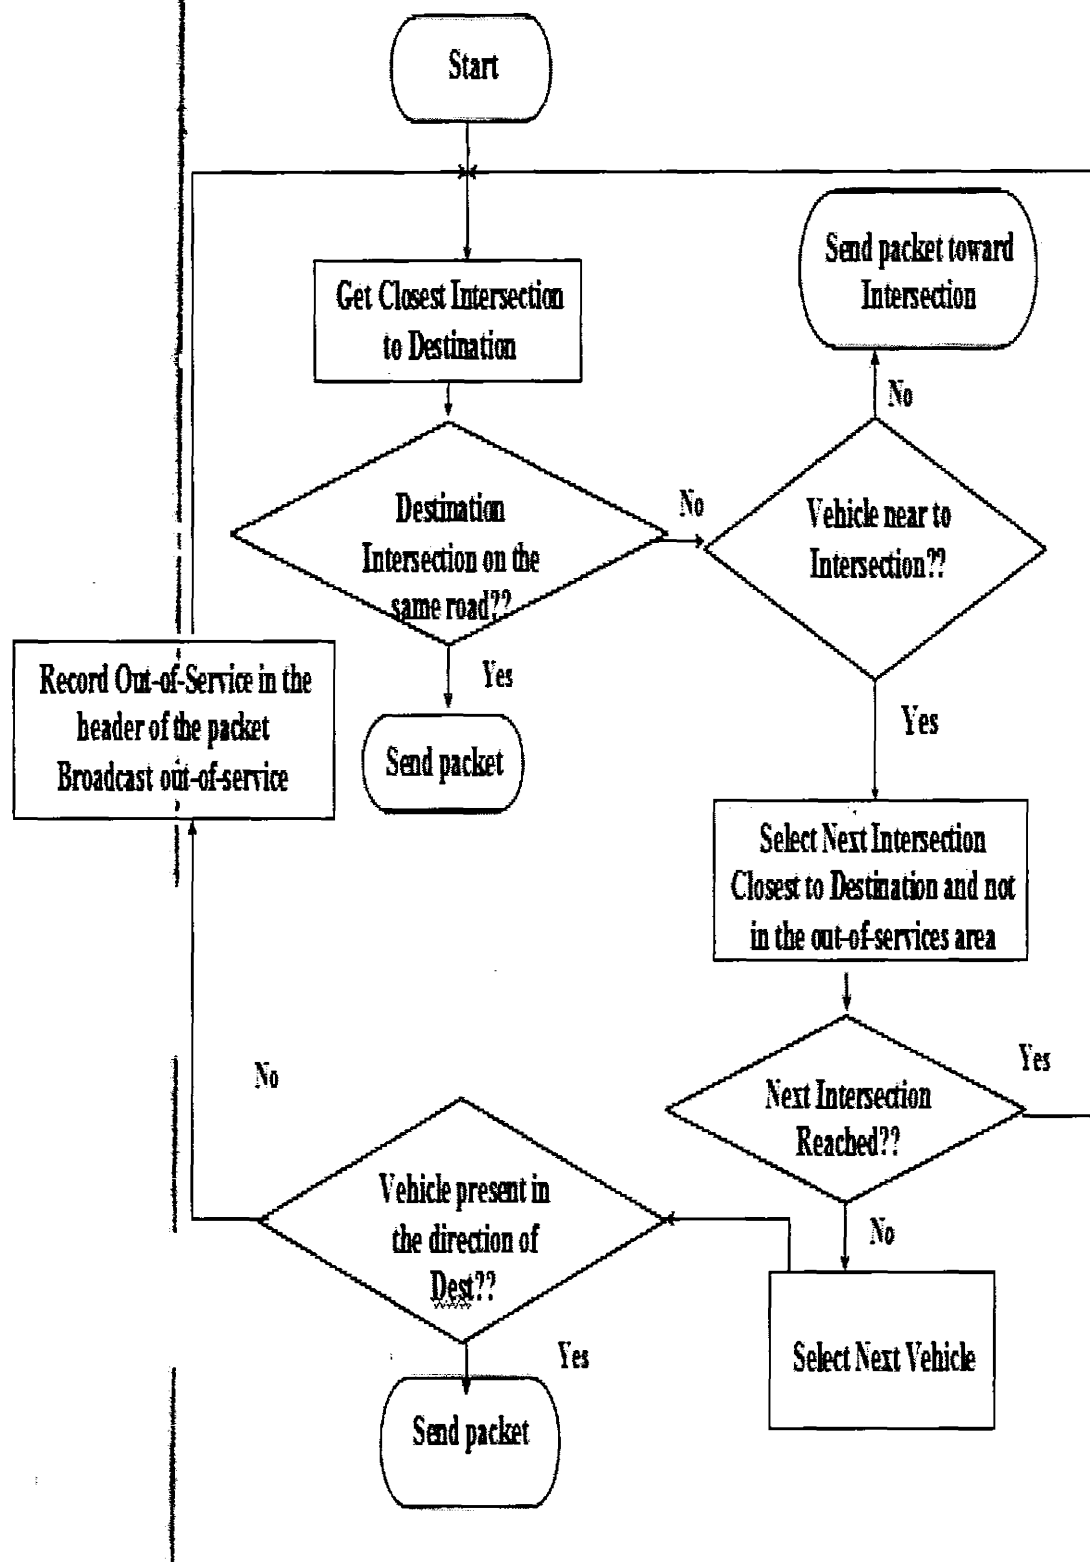 Start
Send packet toward
Intersection
Get Closest Intersection
to Destination
No
Destination
Intersection on the
same road??
No
Vehicle near to
Intersection??
Yes
Send packet
Record Out-of-Service in the
header of the packet
Broadcast out-of-service
Yes
Select Next Intersection
Closest to Destination and not
in the out-of-services area
Next Intersection
Reached??
Yes
No
Vehicle present in
the direction of
Dest??
No
Select Next Vehicle
Yes
Send packet